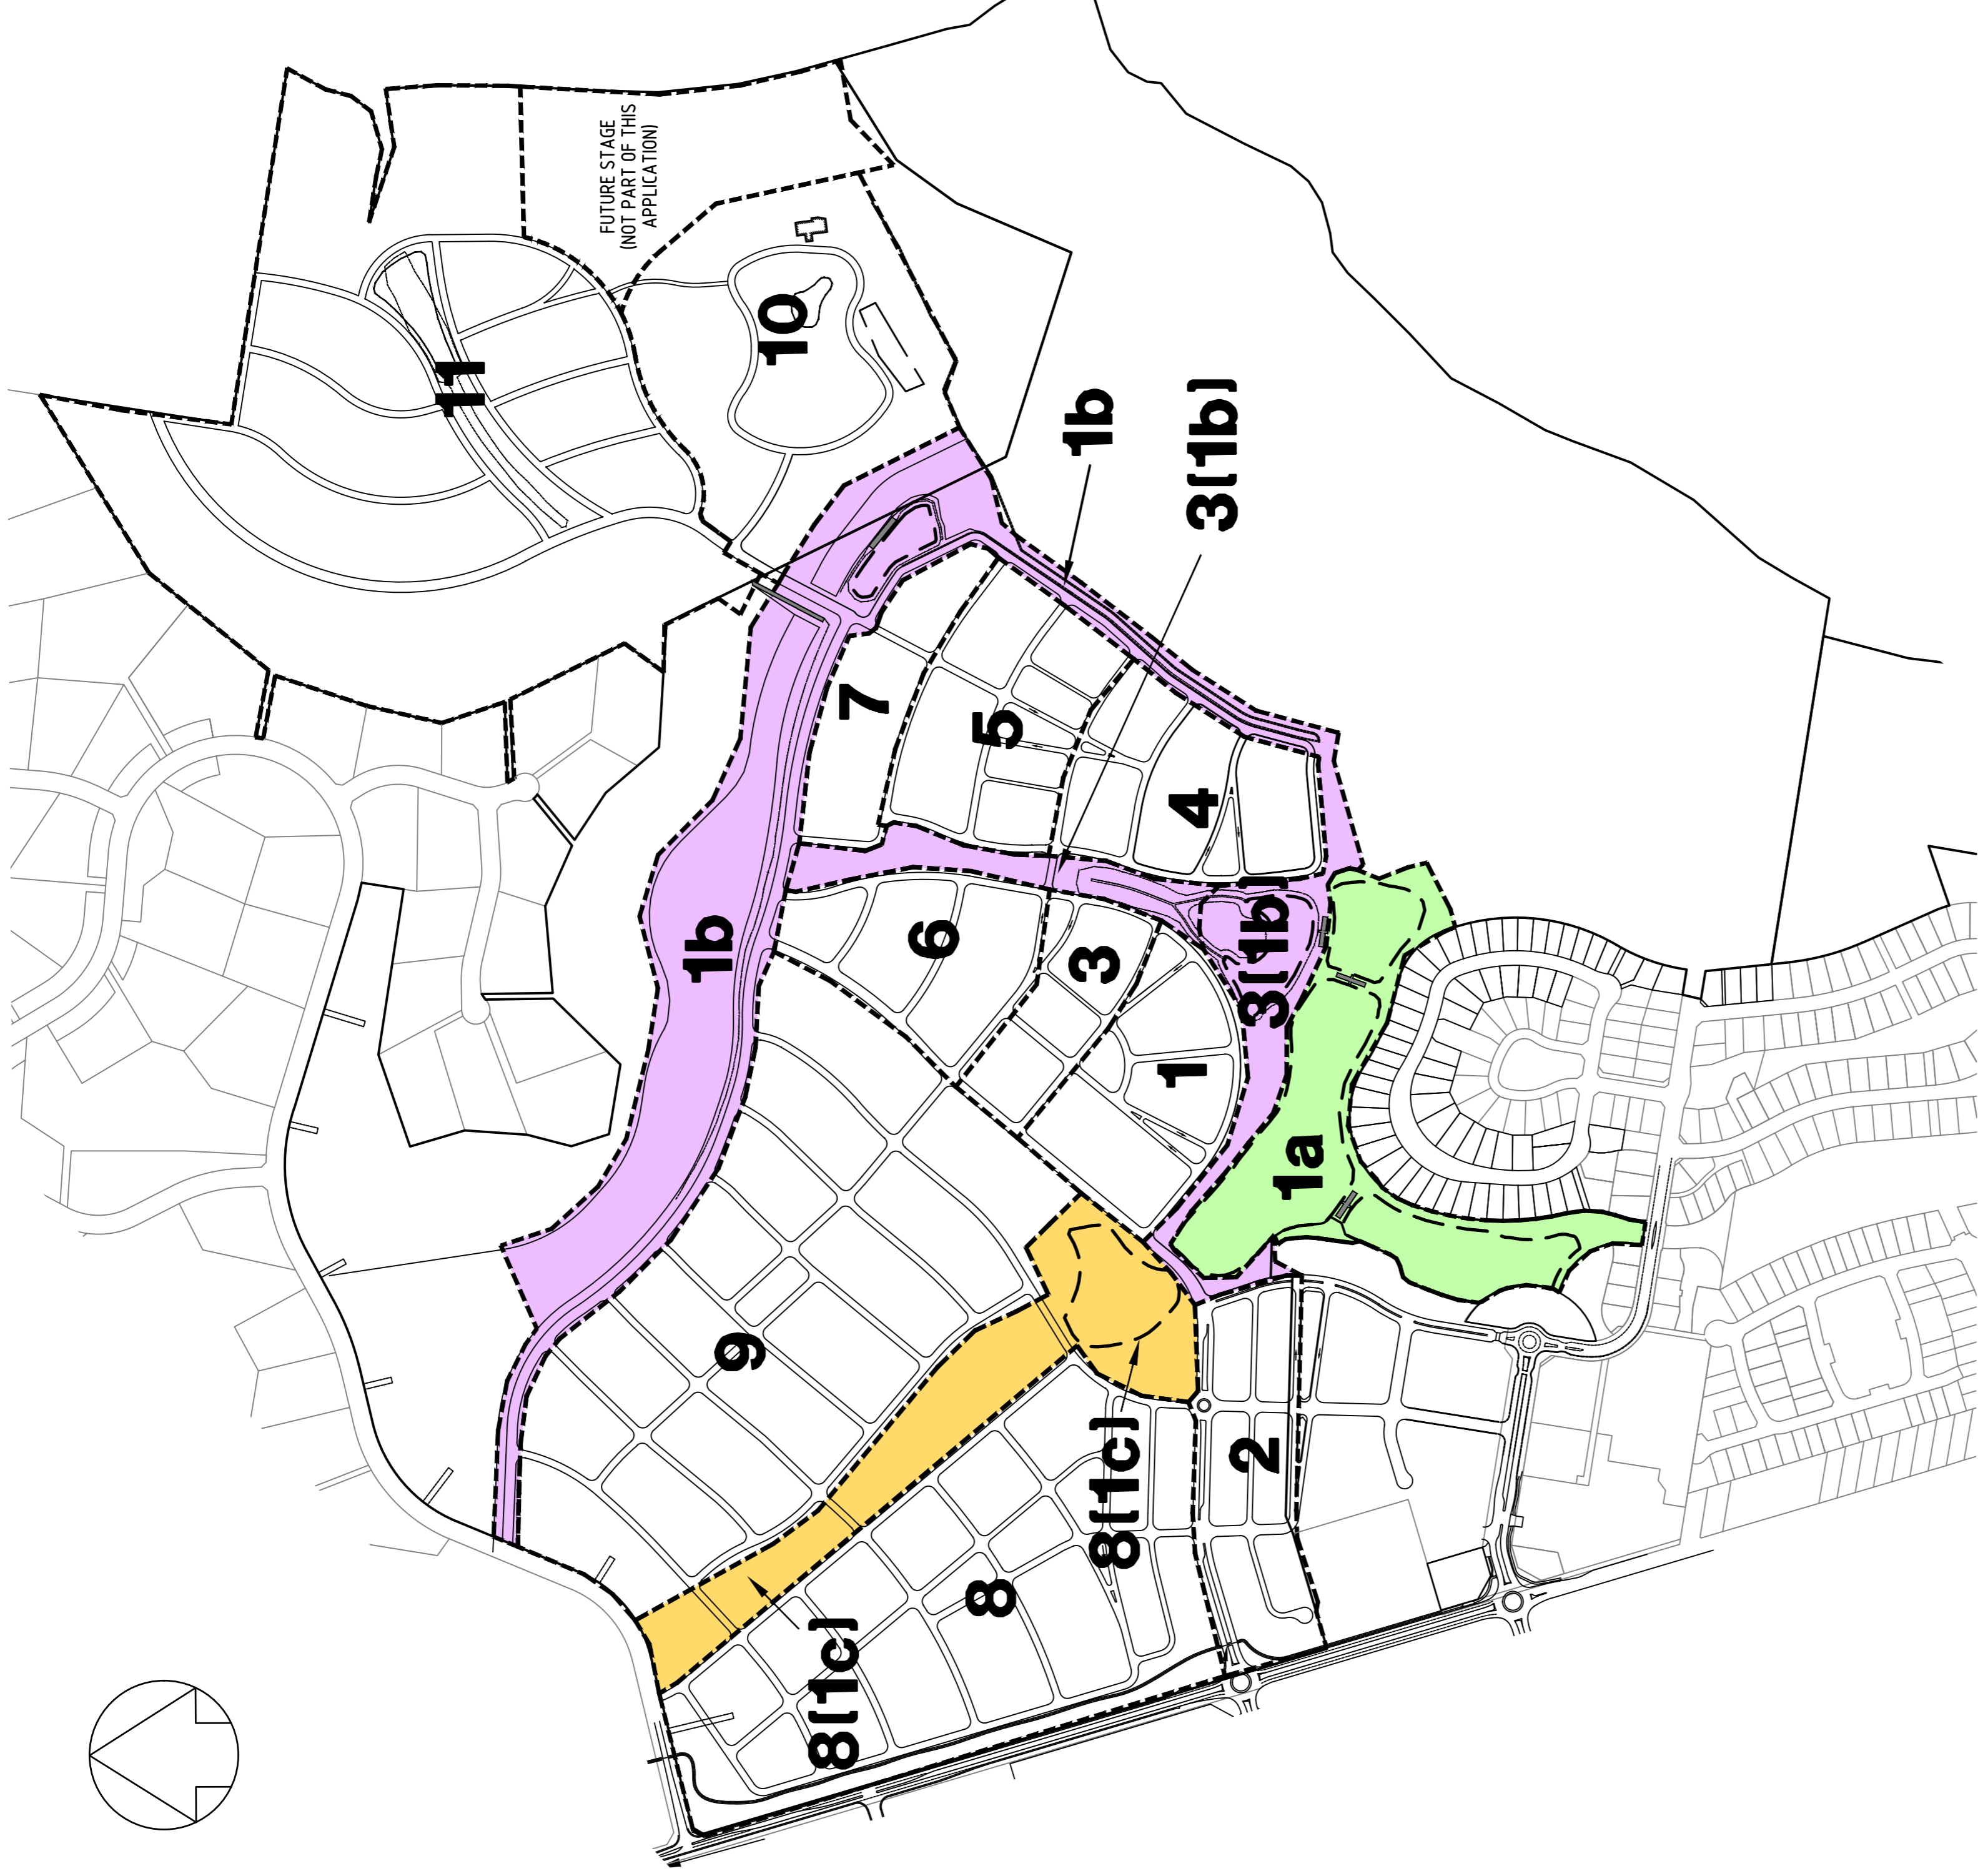 FUTURE STAGE
(NOT PART OF THIS
APPLICATION)
11
10
1b
3(1b)
7
5
4
1b
6
3
3(1b)
1
1a
9
8(1c)
2
8
8(1c)